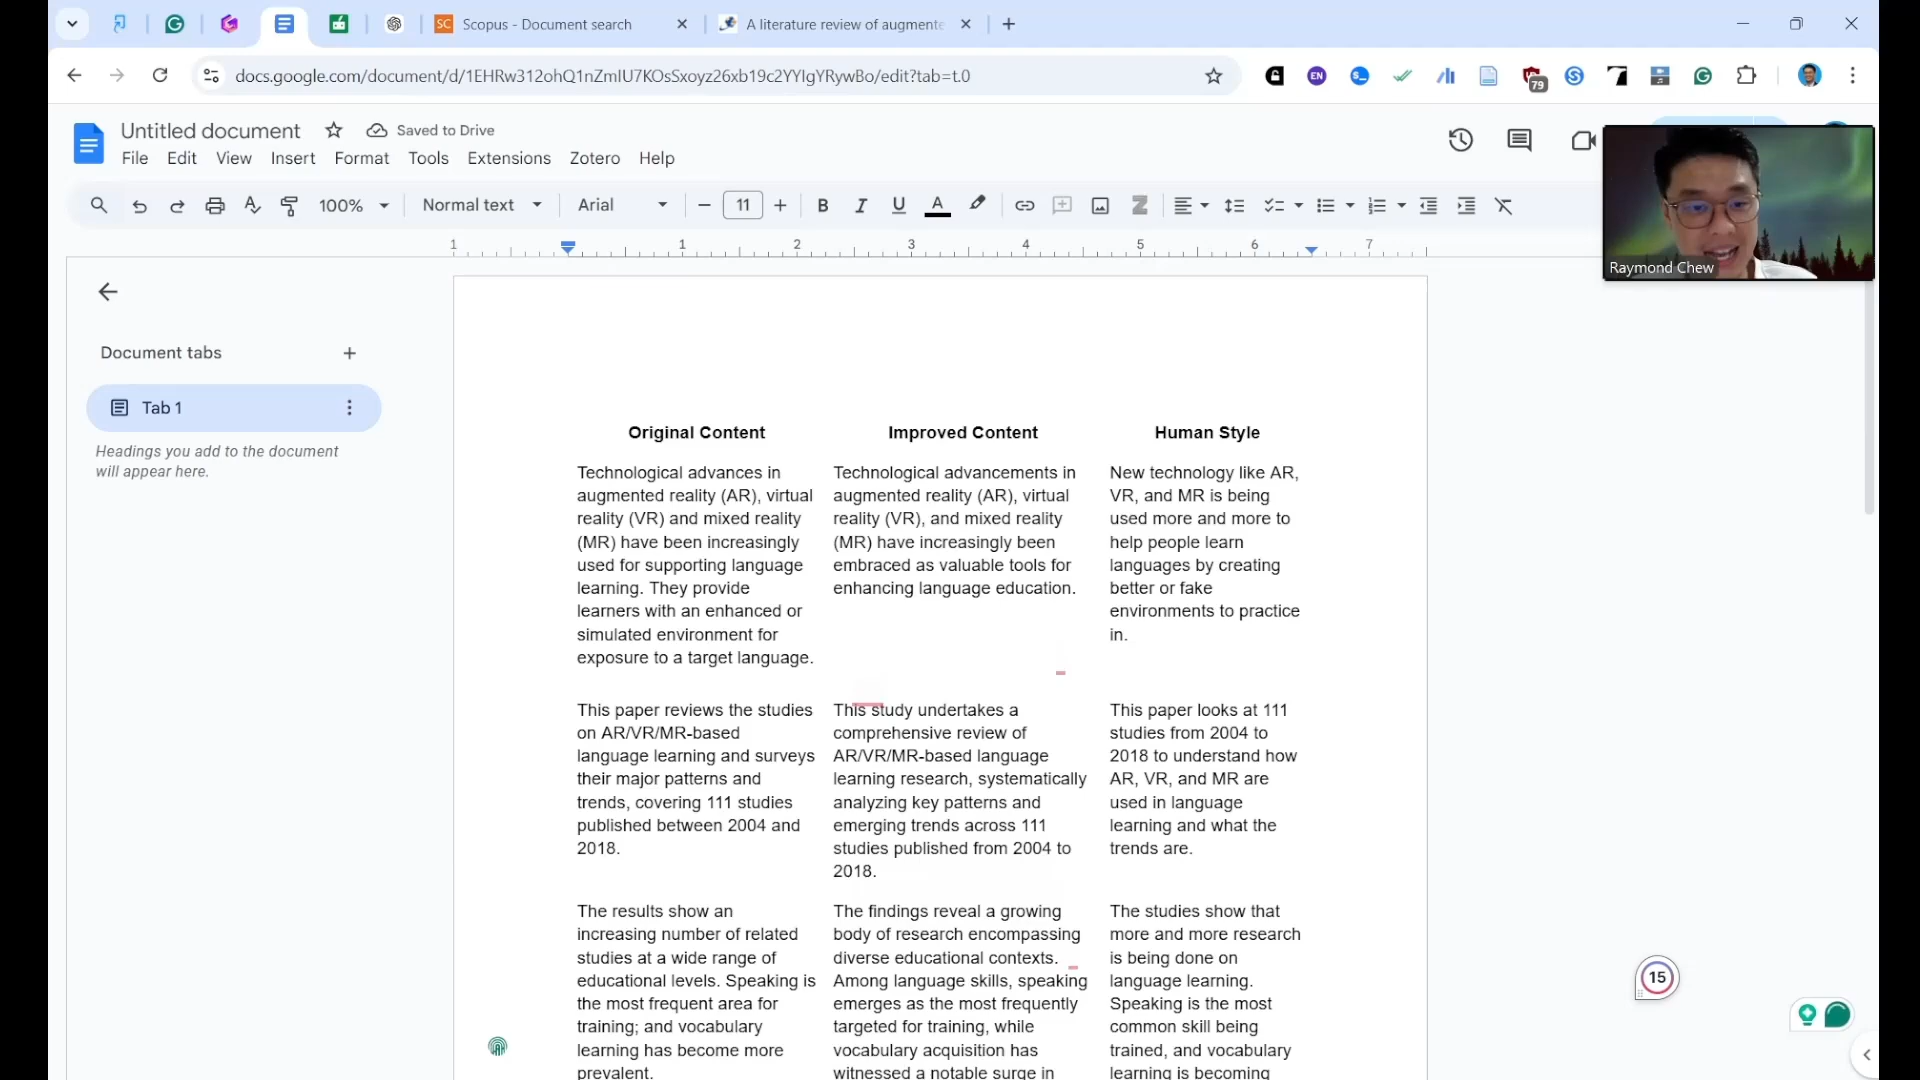 Scopus - Document search
A literature review of augmente
docs.google.com/document/d/1EHRw312ohQ1nZmIU7KOsSxoyz26xb19c2YYIgYRywBo/edit?tab=t.0
EN
79
Untitled document
Saved to Drive
File Edit View Insert Format Tools Extensions Zotero Help
100% Normal text Arial 11
Raymond Chew
1 1 2 3 4 5 6 7
Document tabs
Tab 1
Headings you add to the document
will appear here.
Original Content
Technological advances in
augmented reality (AR), virtual
reality (VR) and mixed reality
(MR) have been increasingly
used for supporting language
learning. They provide
learners with an enhanced or
simulated environment for
exposure to a target language.
Improved Content
Technological advancements in
augmented reality (AR), virtual
reality (VR), and mixed reality
(MR) have increasingly been
embraced as valuable tools for
enhancing language education.
Human Style
New technology like AR,
VR, and MR is being
used more and more to
help people learn
languages by creating
better or fake
environments to practice
in.
This paper reviews the studies
on AR/VR/MR-based
language learning and surveys
their major patterns and
trends, covering 111 studies
published between 2004 and
2018.
This study undertakes a
comprehensive review of
AR/VR/MR-based language
learning research, systematically
analyzing key patterns and
emerging trends across 111
studies published from 2004 to
2018.
This paper looks at 111
studies from 2004 to
2018 to understand how
AR, VR, and MR are
used in language
learning and what the
trends are.
The results show an
increasing number of related
studies at a wide range of
educational levels. Speaking is
the most frequent area for
training; and vocabulary
learning has become more
prevalent.
The findings reveal a growing
body of research encompassing
diverse educational contexts.
Among language skills, speaking
emerges as the most frequently
targeted for training, while
vocabulary acquisition has
witnessed a notable surge in
The studies show that
more and more research
is being done on
language learning.
Speaking is the most
common skill being
trained, and vocabulary
learning is becoming
15